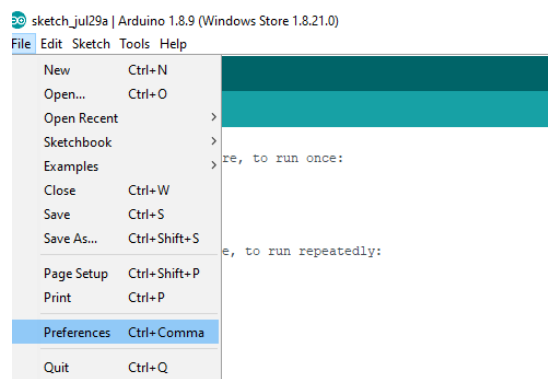 sketch_jul29a | Arduino 1.8.9 (Windows Store 1.8.21.0)
File Edit Sketch Tools Help
New Ctrl+N
Open... Ctrl+O
Open Recent >
Sketchbook >
Examples >
re, to run once:
Close Ctrl+W
Save Ctrl+S
Save As... Ctrl+Shift+S
e, to run repeatedly:
Page Setup Ctrl+Shift+P
Print Ctrl+P
Preferences Ctrl+Comma
Quit Ctrl+Q